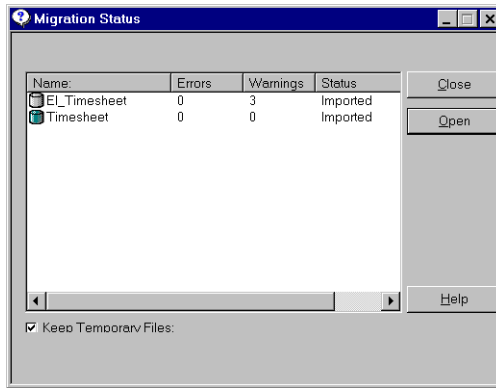 Migration Status
Name: Errors Warnings Status
EI_Timesheet 0 3 Imported
Timesheet 0 0 Imported
Close
Open
Help
Keep Temporary Files: